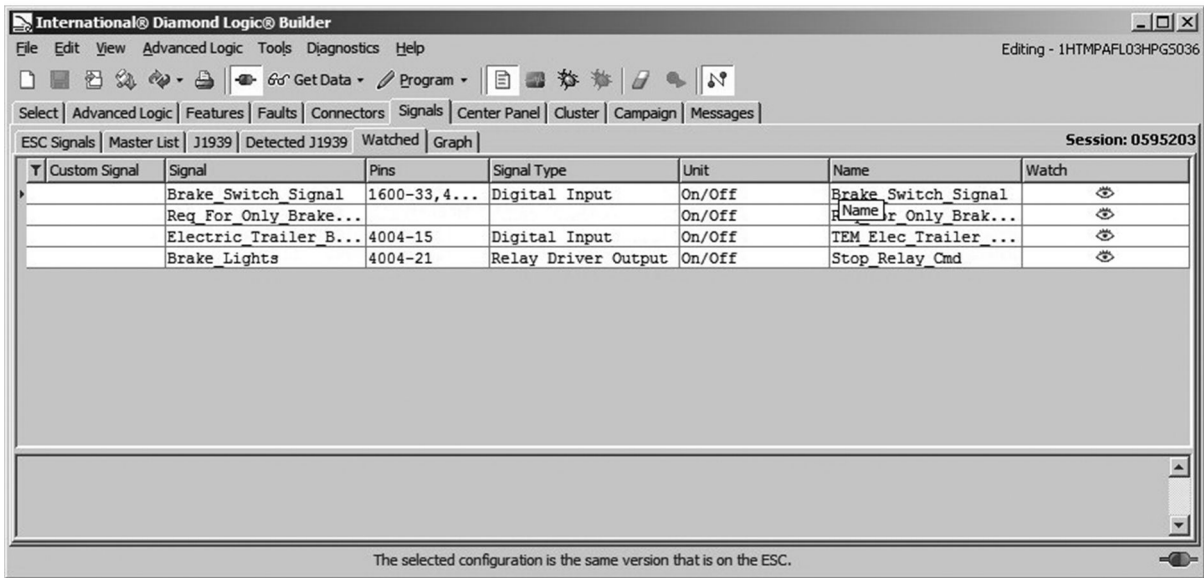 International® Diamond Logic® Builder
File Edit View Advanced Logic Tools Diagnostics Help Editing - 1HTMPAFL03HPGS036
Get Data Program
Select Advanced Logic Features Faults Connectors Signals Center Panel Cluster Campaign Messages
ESC Signals Master List J1939 Detected J1939 Watched Graph Session: 0595203
Custom Signal Signal Pins Signal Type Unit Name Watch
Brake_Switch_Signal 1600-33,4... Digital Input On/Off Brake_Switch_Signal
Req_For_Only_Brake... On/Off Brak...
Name
Electric_Trailer_B... 4004-15 Digital Input On/Off TEM_Elec_Trailer_...
Brake_Lights 4004-21 Relay Driver Output On/Off Stop_Relay_Cmd
The selected configuration is the same version that is on the ESC.